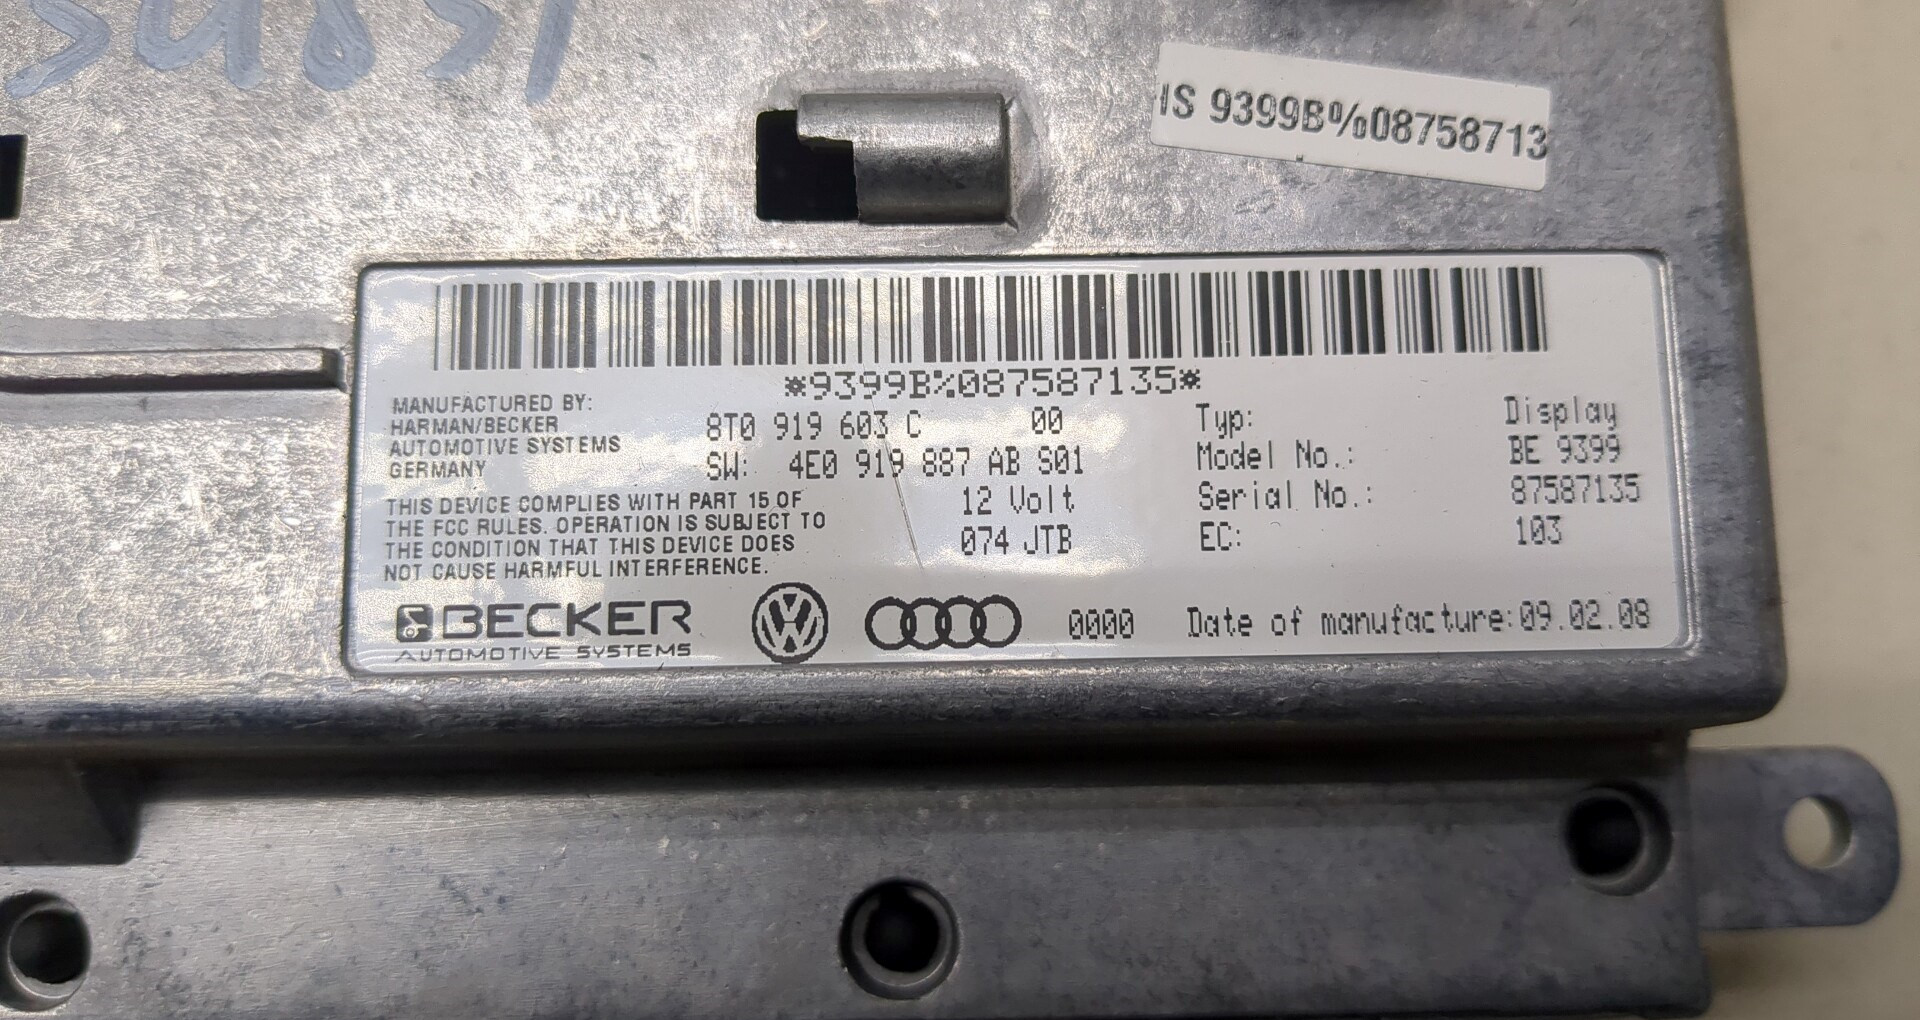 IS 9399B%08758713
*9399B%087587135*
MANUFACTURED BY:
HARMAN/BECKER
AUTOMOTIVE SYSTEMS
GERMANY
8T0 919 603 C 00
SW: 4E0 919 887 AB S01
12 Volt
074 JTB
Typ: Display
Model No.: BE 9399
Serial No.: 87587135
EC: 103
THIS DEVICE COMPLIES WITH PART 15 OF
THE FCC RULES. OPERATION IS SUBJECT TO
THE CONDITION THAT THIS DEVICE DOES
NOT CAUSE HARMFUL INTERFERENCE.
BECKER
AUTOMOTIVE SYSTEMS
0000 Date of manufacture:09.02.08